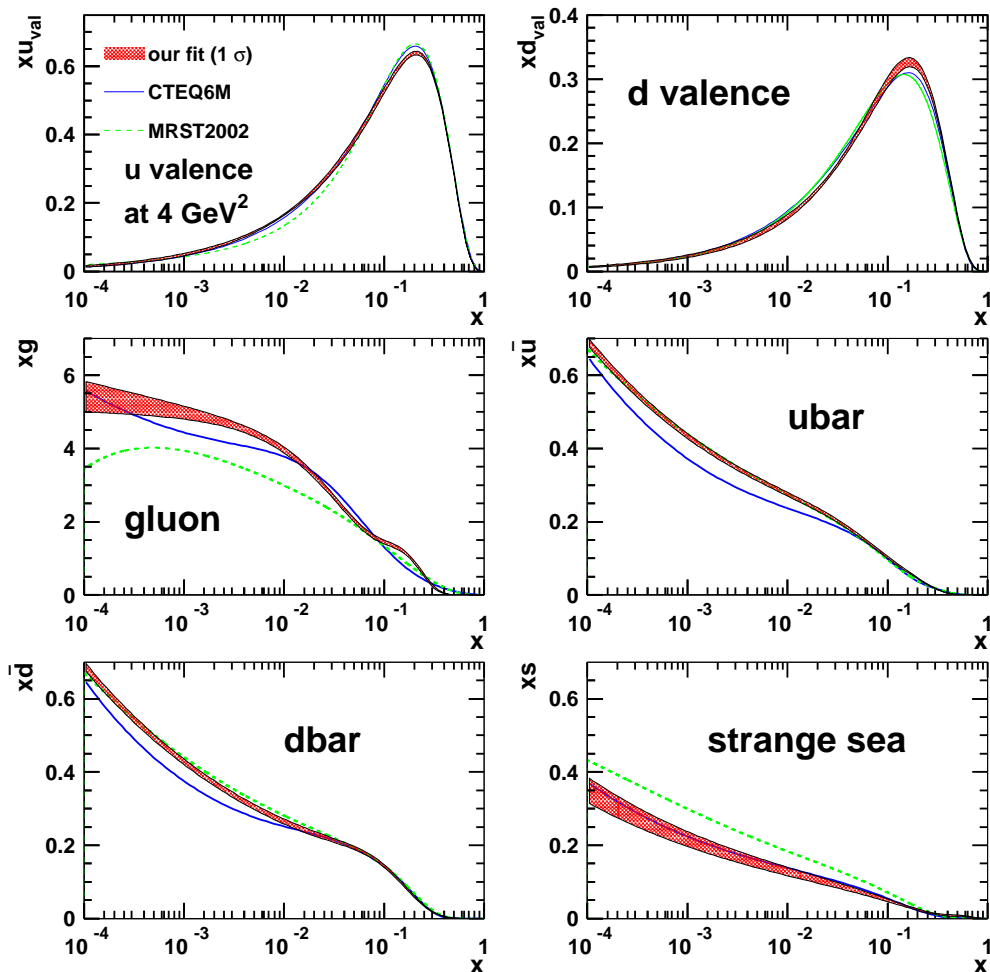 xu_val
0.6
0.4
0.2
0
our fit (1 σ)
CTEQ6M
MRST2002
u valence
at 4 GeV²
10⁻⁴ 10⁻³ 10⁻² 10⁻¹ 1
x
xd_val
0.4
0.3
0.2
0.1
0
d valence
10⁻⁴ 10⁻³ 10⁻² 10⁻¹ 1
x
xg
6
4
2
0
gluon
10⁻⁴ 10⁻³ 10⁻² 10⁻¹ 1
x
xū
0.6
0.4
0.2
0
ubar
10⁻⁴ 10⁻³ 10⁻² 10⁻¹ 1
x
xd̄
0.6
0.4
0.2
0
dbar
10⁻⁴ 10⁻³ 10⁻² 10⁻¹ 1
x
xs
0.6
0.4
0.2
0
strange sea
10⁻⁴ 10⁻³ 10⁻² 10⁻¹ 1
x